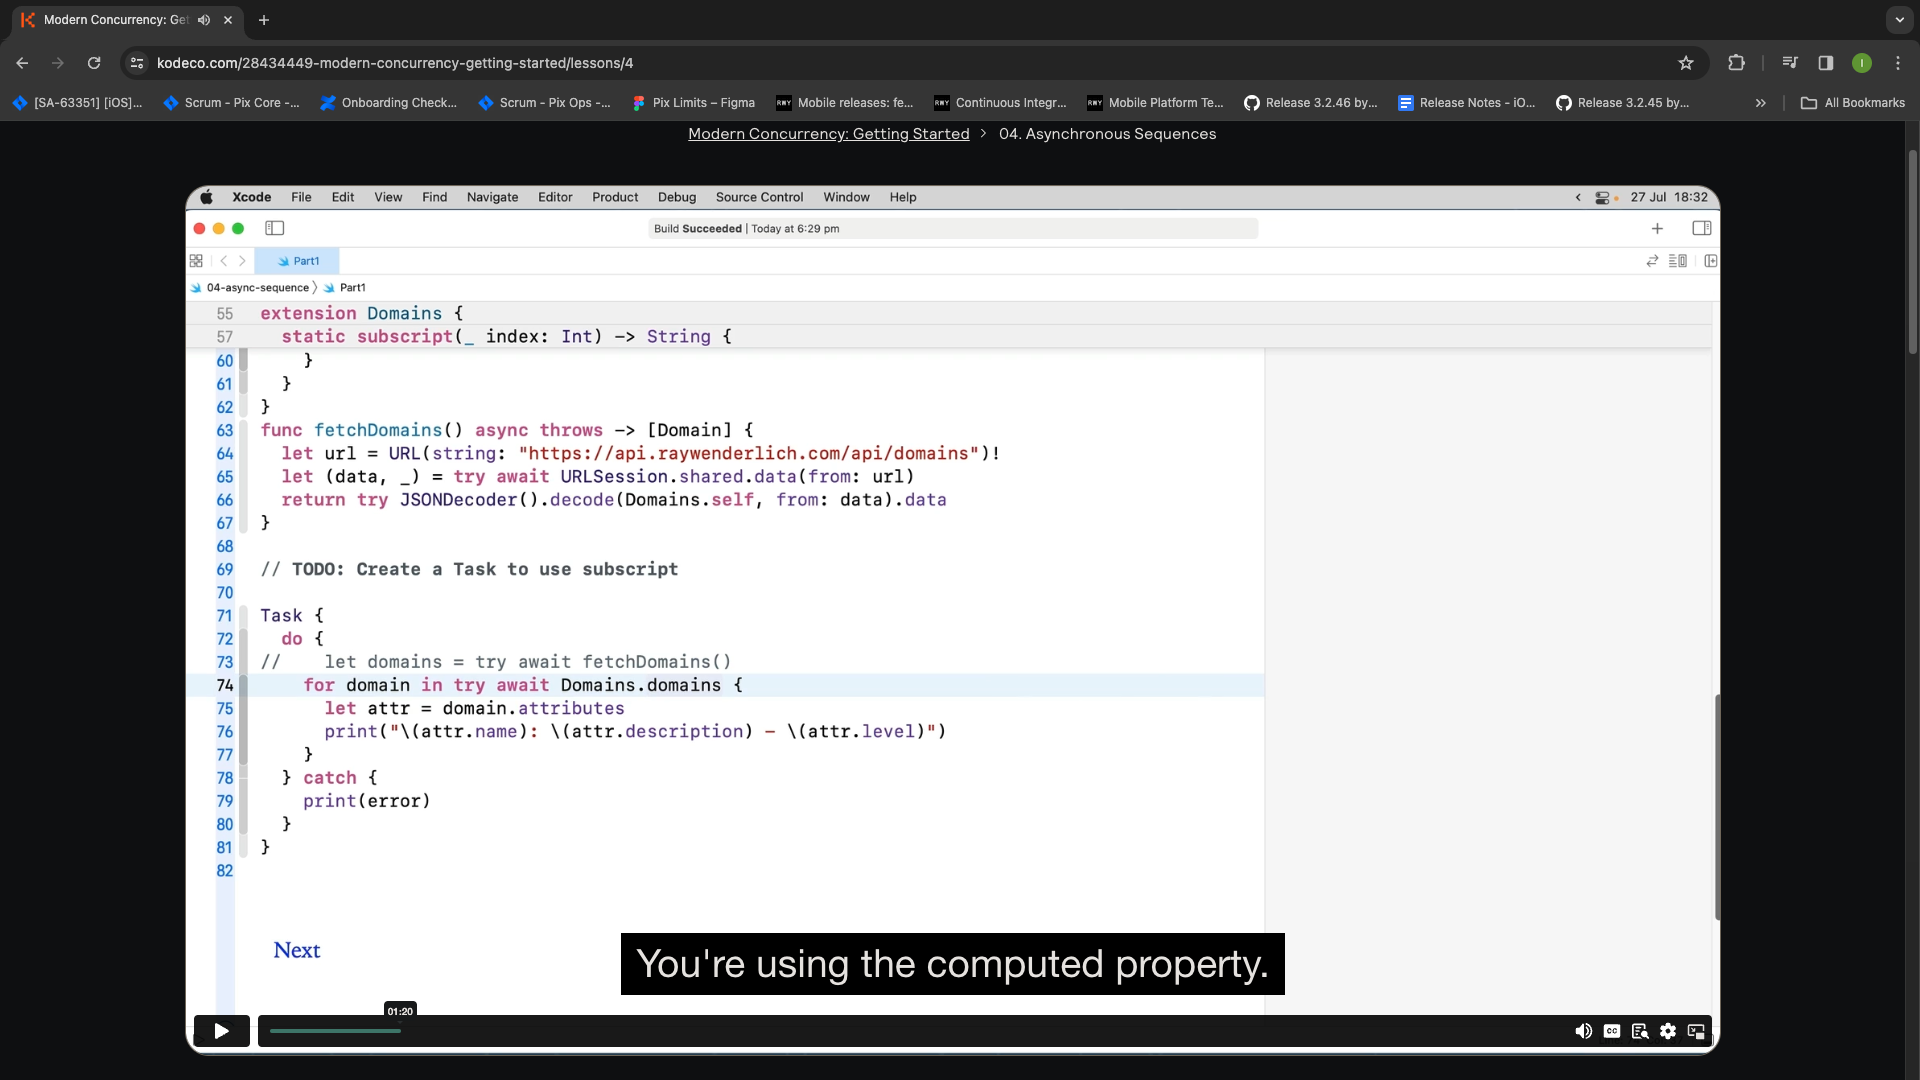 Modern Concurrency: Get
kodeco.com/28434449-modern-concurrency-getting-started/lessons/4
I
[SA-63351] [iOS]...
Scrum - Pix Core -...
Onboarding Check...
Scrum - Pix Ops -...
Pix Limits – Figma
Mobile releases: fe...
Continuous Integr...
Mobile Platform Te...
Release 3.2.46 by...
Release Notes - iO...
Release 3.2.45 by...
All Bookmarks
Modern Concurrency: Getting Started > 04. Asynchronous Sequences
Xcode File Edit View Find Navigate Editor Product Debug Source Control Window Help
27 Jul 18:32
Build Succeeded | Today at 6:29 pm
Part1
04-async-sequence > Part1
55 extension Domains {
57 static subscript(_ index: Int) -> String {
60 }
61 }
62 }
63 func fetchDomains() async throws -> [Domain] {
64 let url = URL(string: "https://api.raywenderlich.com/api/domains")!
65 let (data, _) = try await URLSession.shared.data(from: url)
66 return try JSONDecoder().decode(Domains.self, from: data).data
67 }
68
69 // TODO: Create a Task to use subscript
70
71 Task {
72 do {
73 // let domains = try await fetchDomains()
74 for domain in try await Domains.domains {
75 let attr = domain.attributes
76 print("\(attr.name): \(attr.description) - \(attr.level)")
77 }
78 } catch {
79 print(error)
80 }
81 }
82
Next
You're using the computed property.
01:20
CC